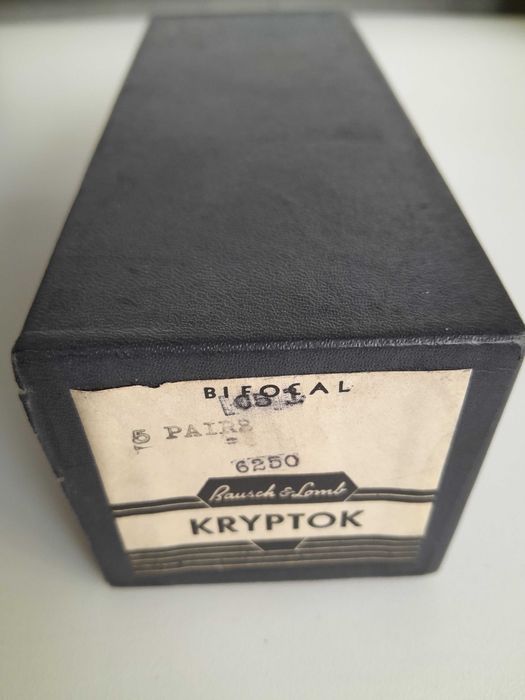 BIFOCAL
5 PAIRS
6250
Bausch & Lomb
KRYPTOK